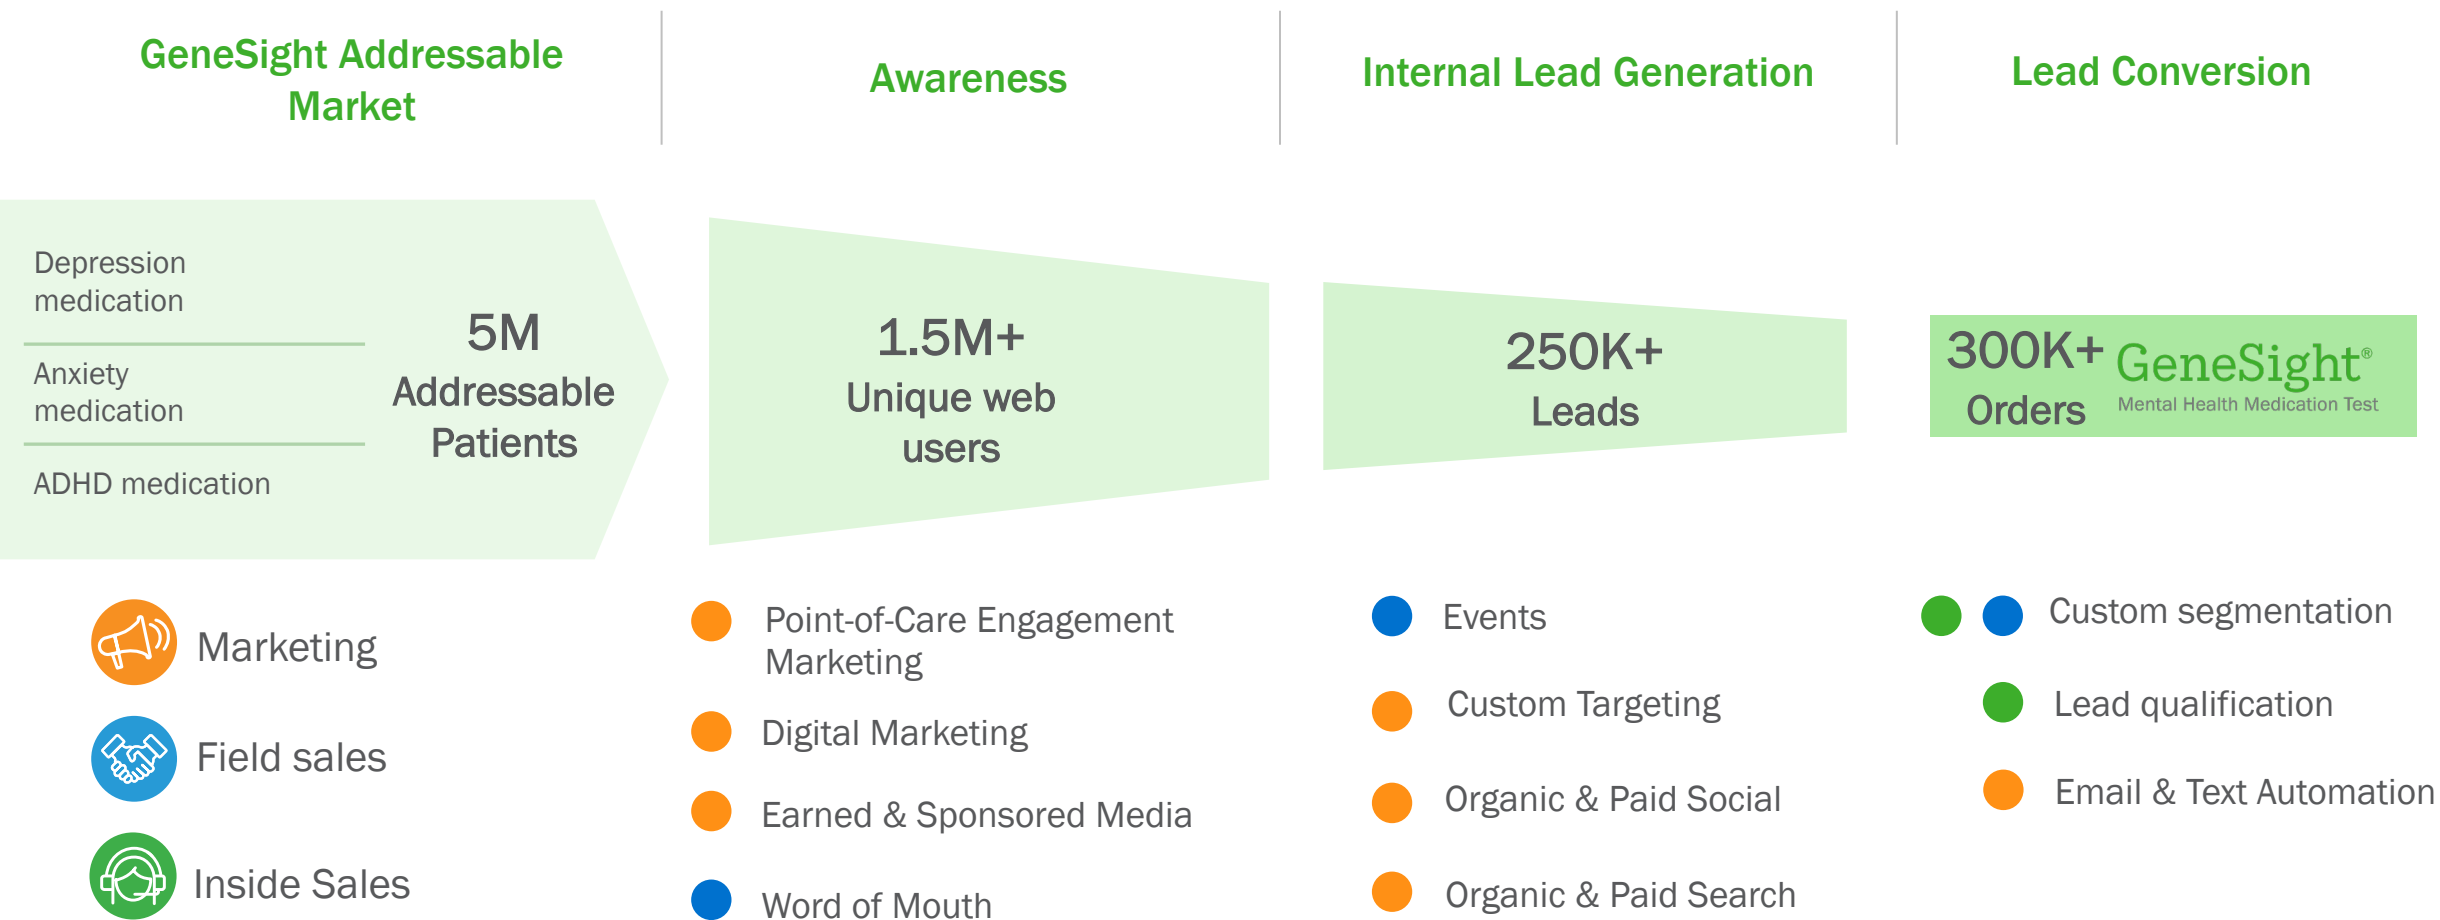 GeneSight Addressable
Market
Awareness
Internal Lead Generation
Lead Conversion
Depression
medication
Anxiety
medication
ADHD medication
5M
Addressable
Patients
1.5M+
Unique web
users
250K+
Leads
300K+
Orders
GeneSight®
Mental Health Medication Test
Marketing
Field sales
Inside Sales
Point-of-Care Engagement
Marketing
Digital Marketing
Earned & Sponsored Media
Word of Mouth
Events
Custom Targeting
Organic & Paid Social
Organic & Paid Search
Custom segmentation
Lead qualification
Email & Text Automation